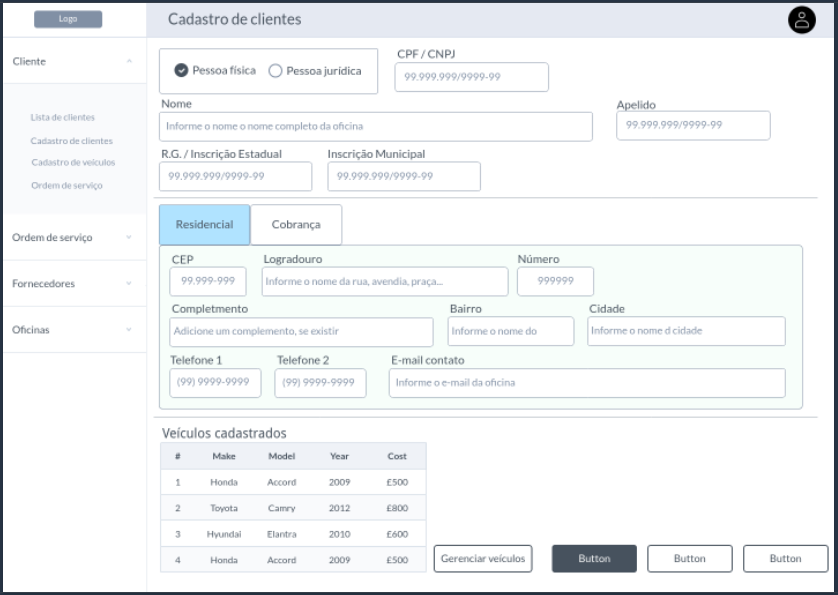 Logo
Cadastro de clientes
Cliente
Lista de clientes
Cadastro de clientes
Cadastro de veículos
Ordem de serviço
Ordem de serviço
Fornecedores
Oficinas
Pessoa física Pessoa jurídica
CPF / CNPJ
99.999.999/9999-99
Nome
Informe o nome o nome completo da oficina
Apelido
99.999.999/9999-99
R.G. / Inscrição Estadual Inscrição Municipal
99.999.999/9999-99 99.999.999/9999-99
Residencial Cobrança
CEP Logradouro Número
99.999-999 Informe o nome da rua, avendia, praça... 999999
Completmento Bairro Cidade
Adicione um complemento, se existir Informe o nome do Informe o nome d cidade
Telefone 1 Telefone 2 E-mail contato
(99) 9999-9999 (99) 9999-9999 Informe o e-mail da oficina
Veículos cadastrados
# Make Model Year Cost
1 Honda Accord 2009 £500
2 Toyota Camry 2012 £800
3 Hyundai Elantra 2010 £600
4 Honda Accord 2009 £500
Gerenciar veículos Button Button Button